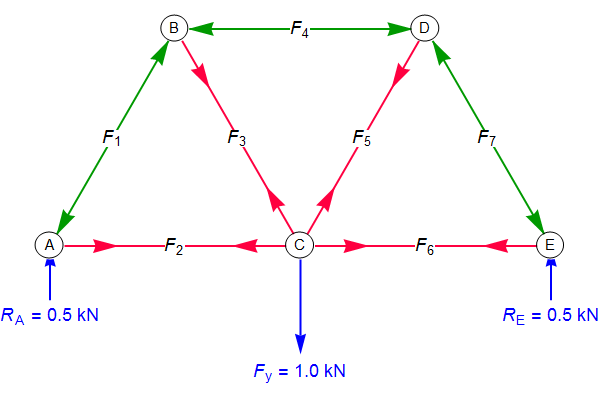 B F4 D
F1 F3 F5 F7
A F2 C F6 E
RA = 0.5 kN RE = 0.5 kN
Fy = 1.0 kN